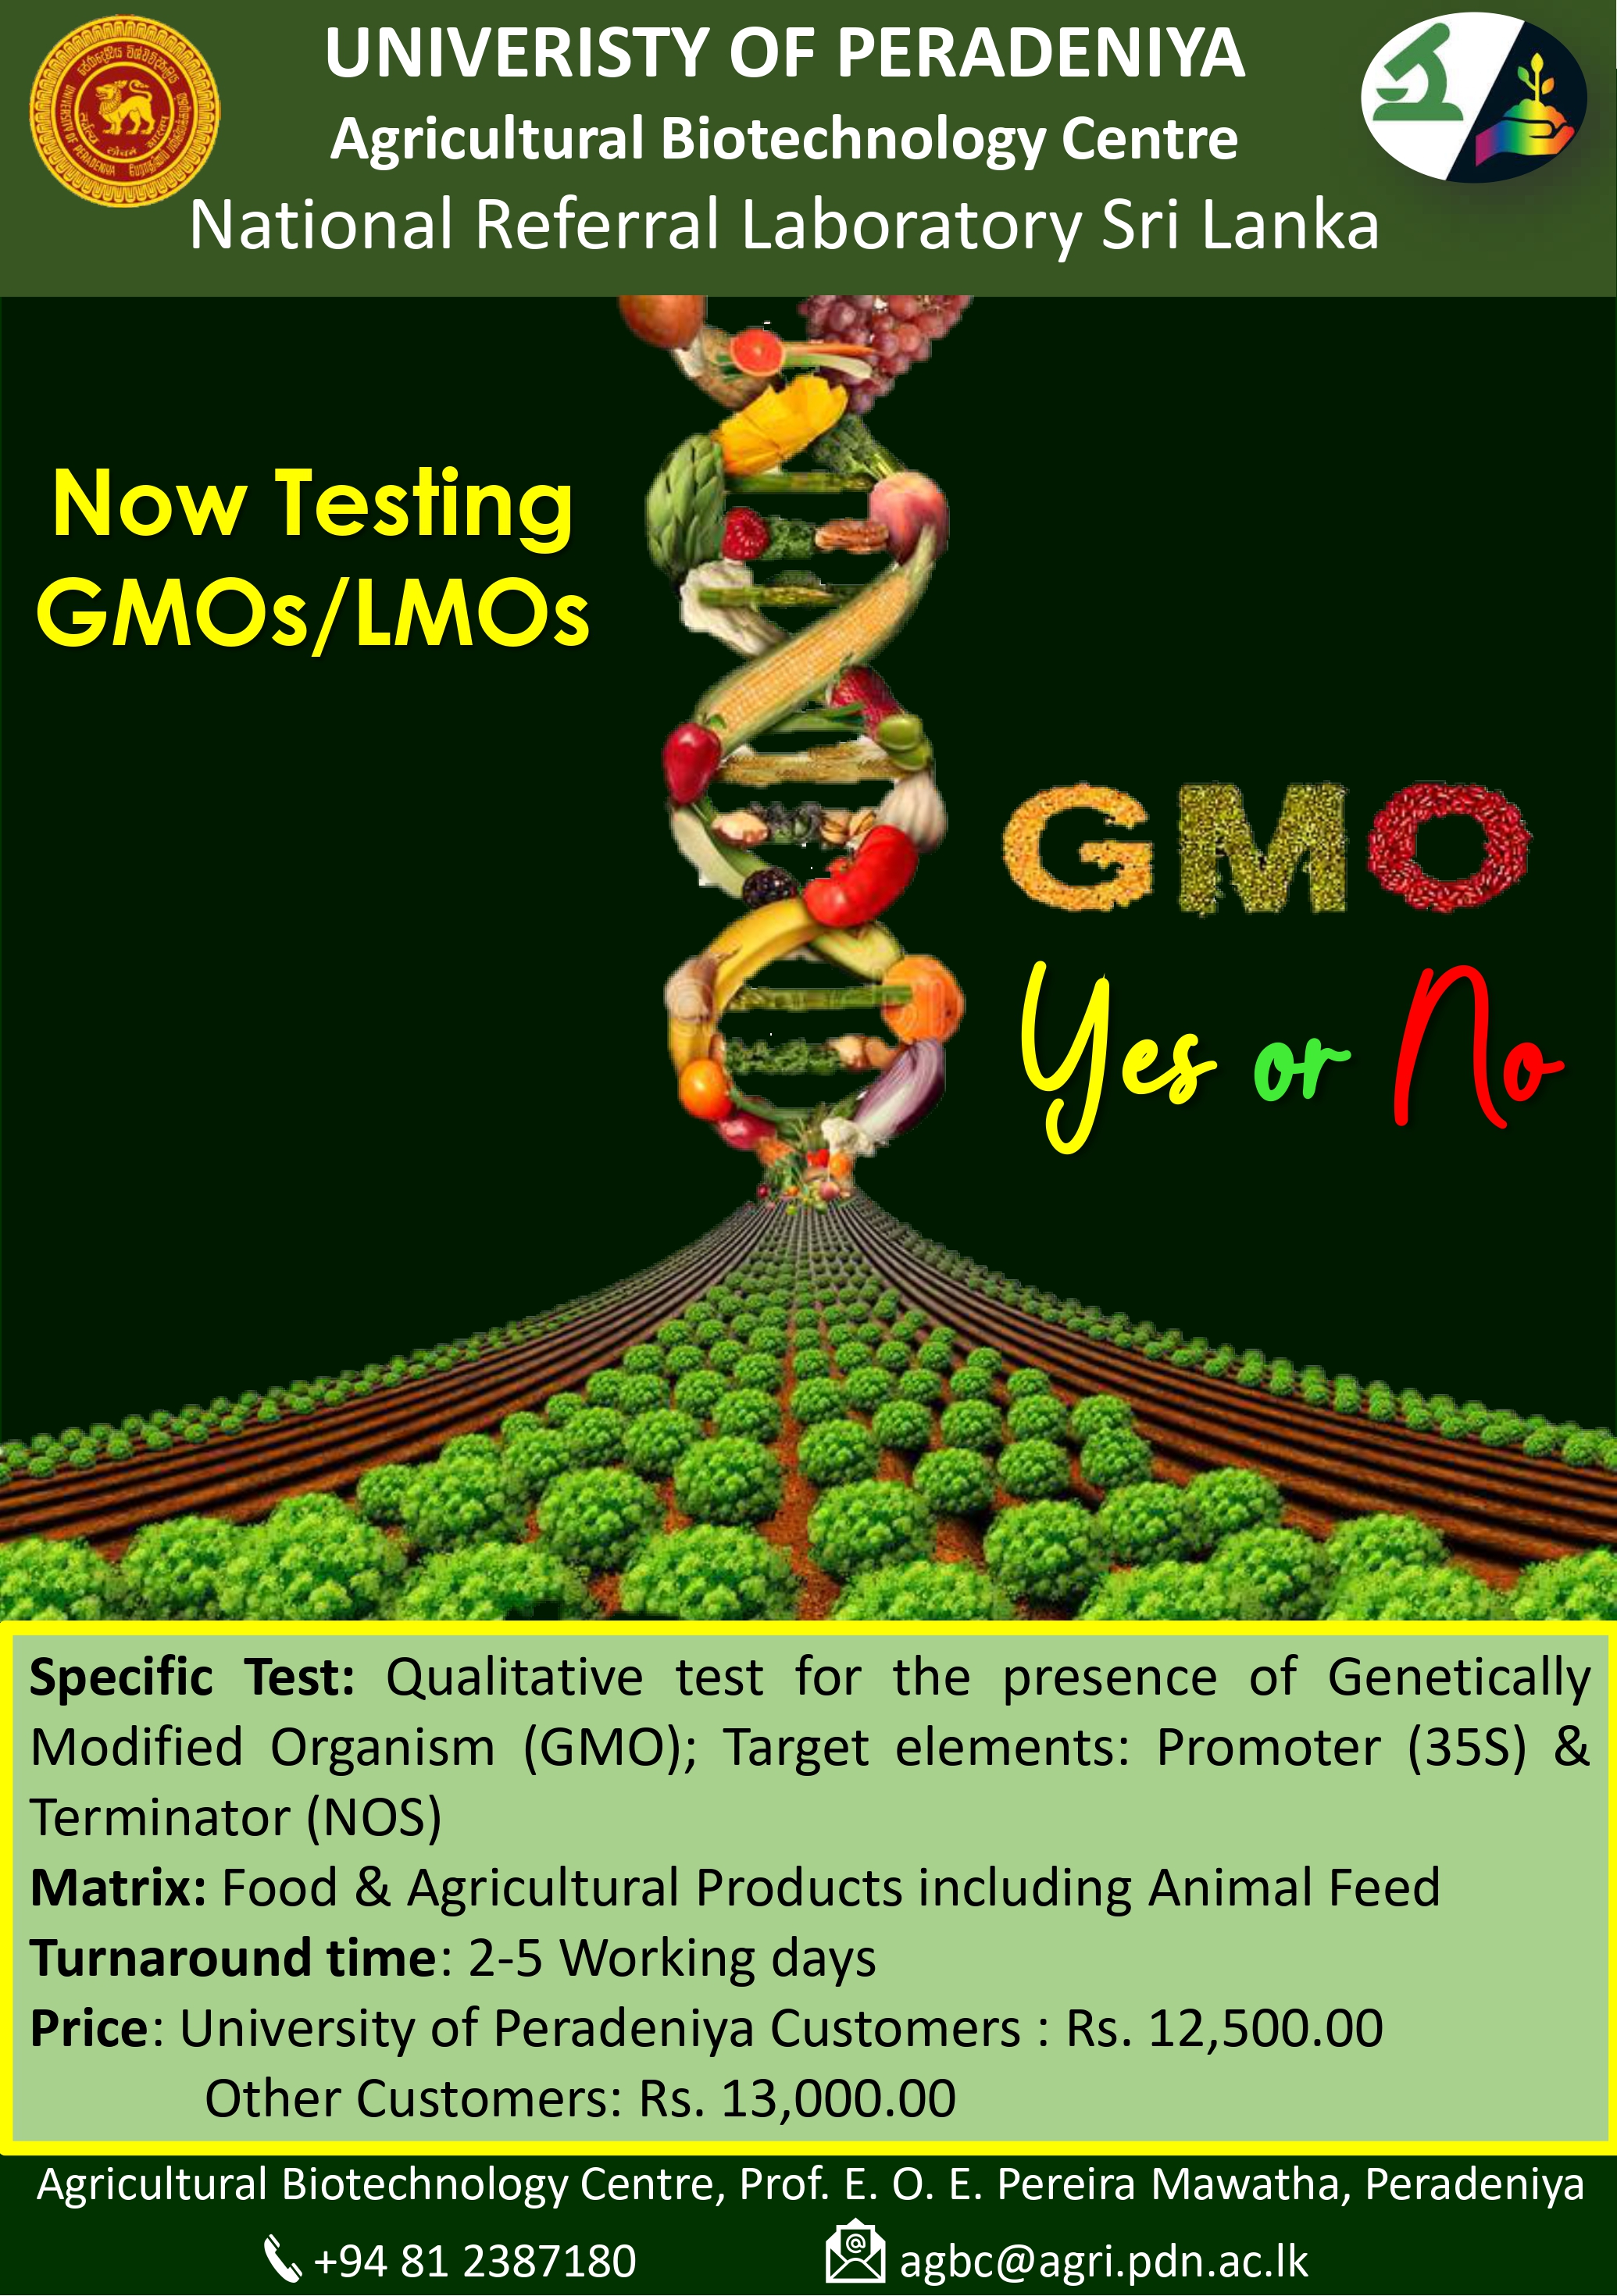 UNIVERISTY OF PERADENIYA
Agricultural Biotechnology Centre
National Referral Laboratory Sri Lanka
UNIVERSITY OF PERADENIYA
Now Testing
GMOs/LMOs
GMO
Yes or No
Specific Test: Qualitative test for the presence of Genetically
Modified Organism (GMO); Target elements: Promoter (35S) &
Terminator (NOS)
Matrix: Food & Agricultural Products including Animal Feed
Turnaround time: 2-5 Working days
Price: University of Peradeniya Customers : Rs. 12,500.00
Other Customers: Rs. 13,000.00
Agricultural Biotechnology Centre, Prof. E. O. E. Pereira Mawatha, Peradeniya
+94 81 2387180
agbc@agri.pdn.ac.lk